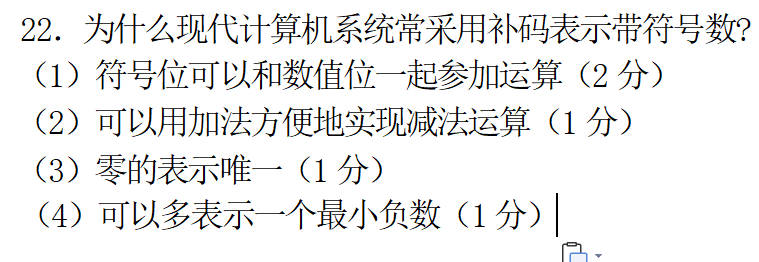 22．为什么现代计算机系统常采用补码表示带符号数?
（1）符号位可以和数值位一起参加运算（2 分）
（2）可以用加法方便地实现减法运算（1 分）
（3）零的表示唯一（1 分）
（4）可以多表示一个最小负数（1 分）